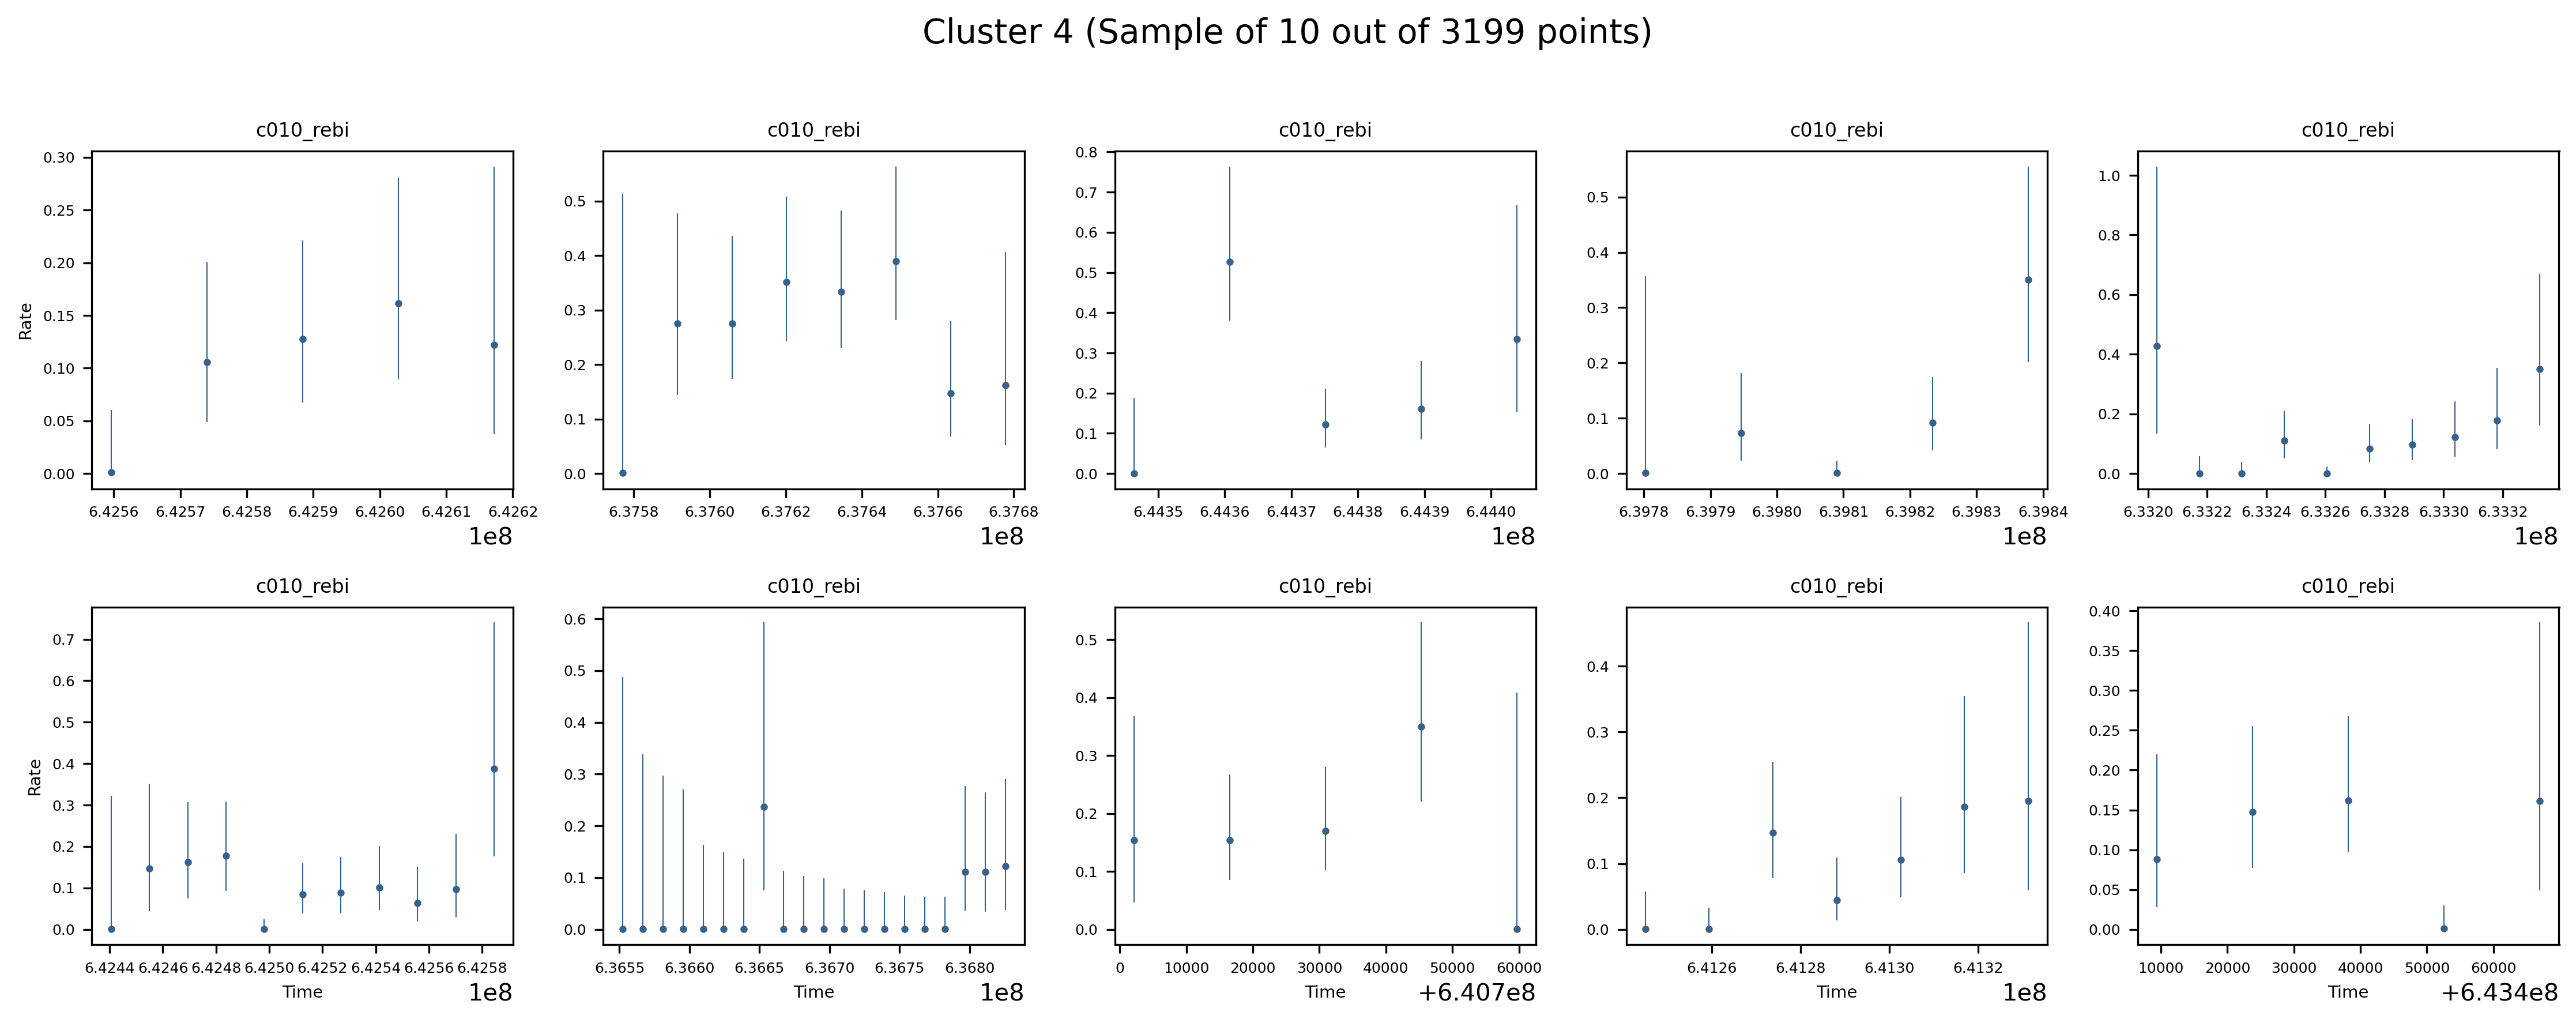 Cluster 4 (Sample of 10 out of 3199 points)
c010_rebi c010_rebi c010_rebi c010_rebi c010_rebi
0.30
0.25
0.20
0.15
0.10
0.05
0.00
Rate
6.4256 6.4257 6.4258 6.4259 6.4260 6.4261 6.4262
1e8
0.5
0.4
0.3
0.2
0.1
0.0
6.3758 6.3760 6.3762 6.3764 6.3766 6.3768
1e8
0.8
0.7
0.6
0.5
0.4
0.3
0.2
0.1
0.0
6.4435 6.4436 6.4437 6.4438 6.4439 6.4440
1e8
0.5
0.4
0.3
0.2
0.1
0.0
6.3978 6.3979 6.3980 6.3981 6.3982 6.3983 6.3984
1e8
1.0
0.8
0.6
0.4
0.2
0.0
6.3320 6.3322 6.3324 6.3326 6.3328 6.3330 6.3332
1e8
c010_rebi c010_rebi c010_rebi c010_rebi c010_rebi
0.7
0.6
0.5
0.4
0.3
0.2
0.1
0.0
Rate
6.4244 6.4246 6.4248 6.4250 6.4252 6.4254 6.4256 6.4258
Time
1e8
0.6
0.5
0.4
0.3
0.2
0.1
0.0
6.3655 6.3660 6.3665 6.3670 6.3675 6.3680
Time
1e8
0.5
0.4
0.3
0.2
0.1
0.0
0 10000 20000 30000 40000 50000 60000
Time
+6.407e8
0.4
0.3
0.2
0.1
0.0
6.4126 6.4128 6.4130 6.4132
Time
1e8
0.40
0.35
0.30
0.25
0.20
0.15
0.10
0.05
0.00
10000 20000 30000 40000 50000 60000
Time
+6.434e8